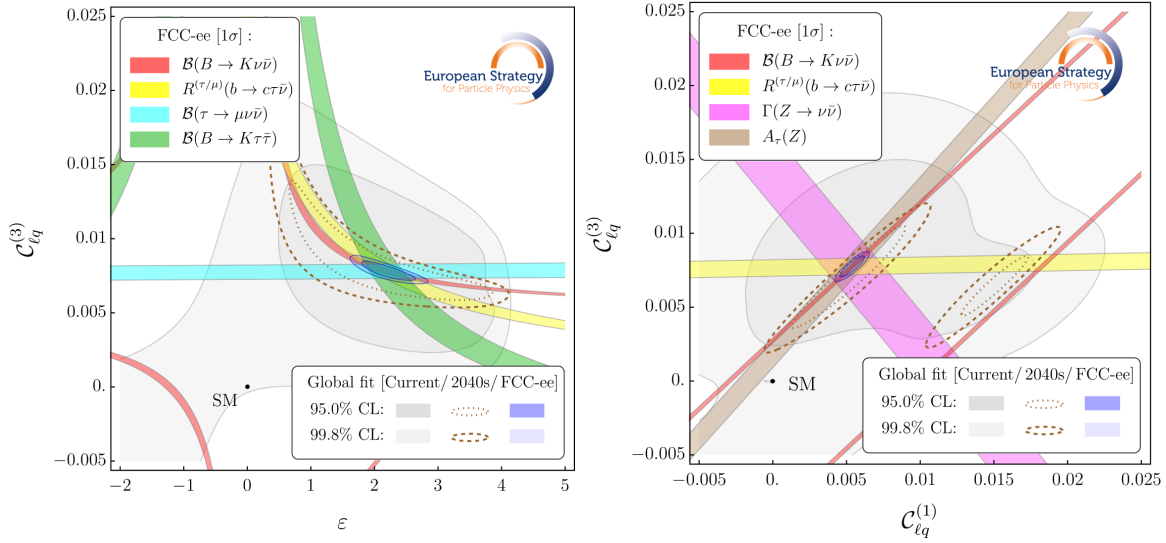 FCC-ee [1σ] :
B(B → Kνν̄)
R^(τ/μ)(b → cτν̄)
B(τ → μνν̄)
B(B → Kττ̄)
European Strategy
for Particle Physics
0.025
0.02
0.015
0.01
0.005
0.
−0.005
C_ℓq^(3)
SM
Global fit [Current/2040s/FCC-ee]
95.0% CL:
99.8% CL:
−2 −1 0 1 2 3 4 5
ε
FCC-ee [1σ] :
B(B → Kνν̄)
R^(τ/μ)(b → cτν̄)
Γ(Z → νν̄)
A_τ(Z)
European Strategy
for Particle Physics
0.025
0.02
0.015
0.01
0.005
0.
−0.005
C_ℓq^(3)
SM
Global fit [Current/2040s/FCC-ee]
95.0% CL:
99.8% CL:
−0.005 0. 0.005 0.01 0.015 0.02 0.025
C_ℓq^(1)